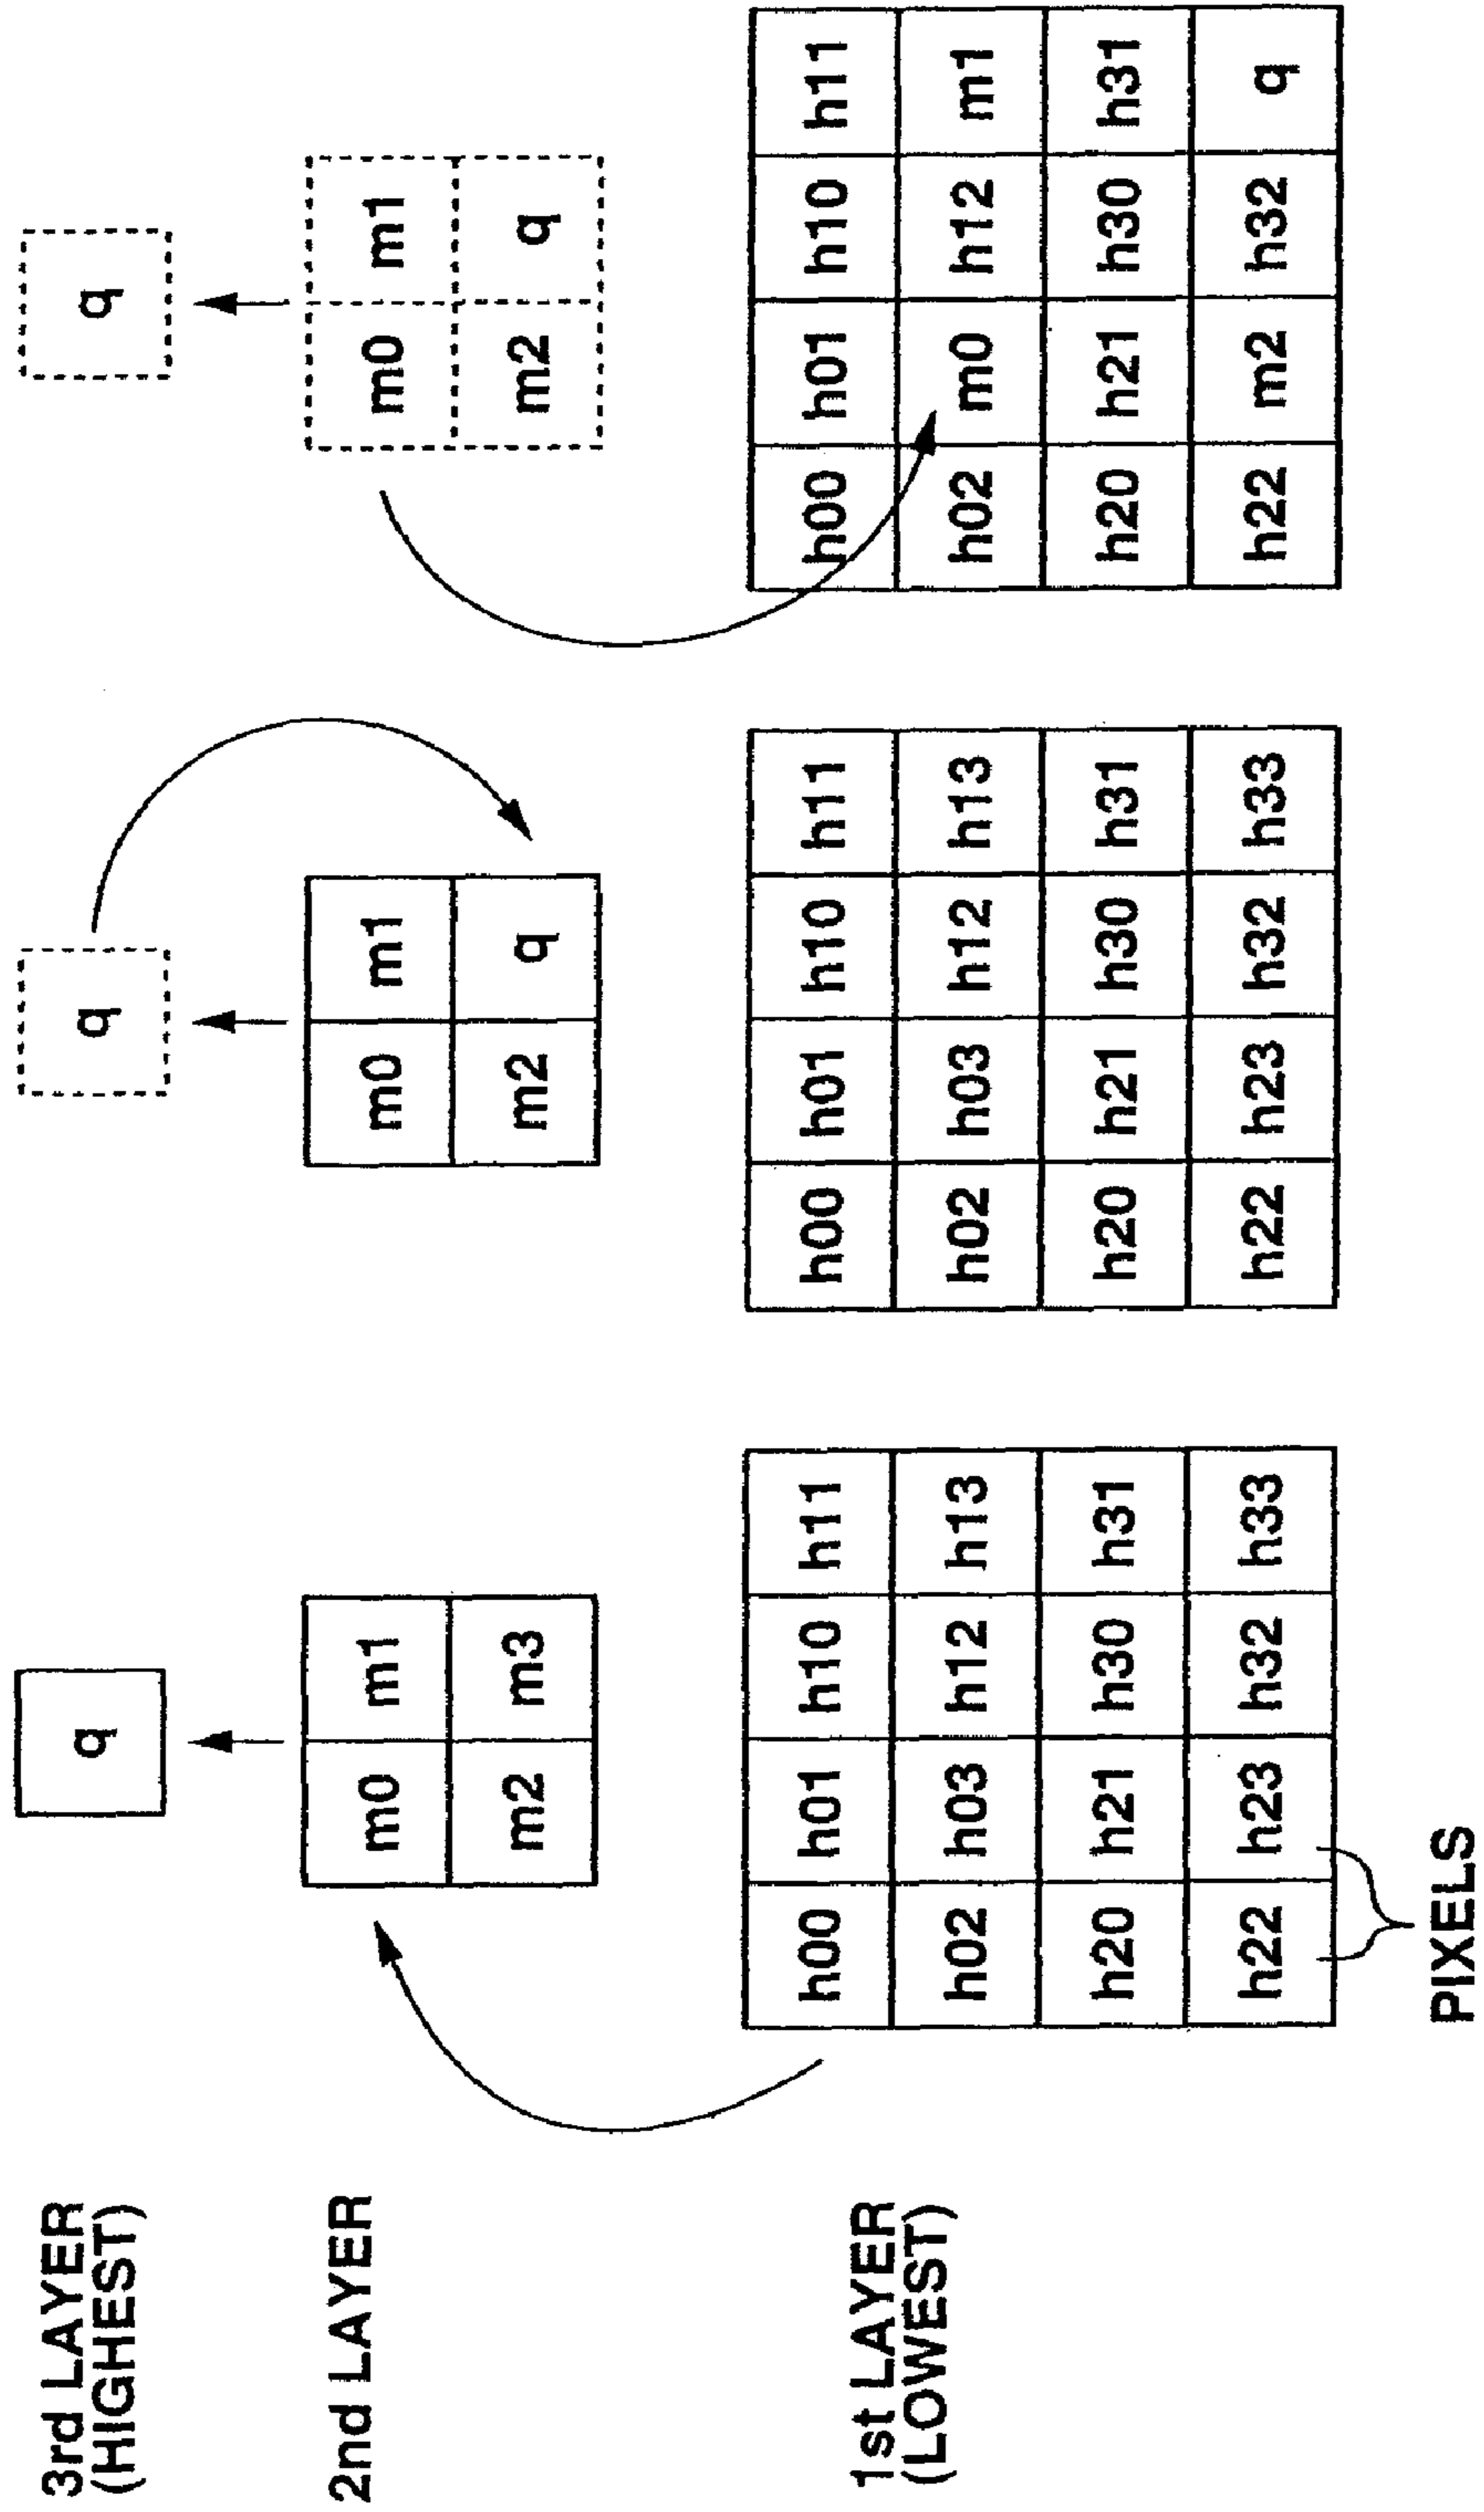 3rd LAYER
(HIGHEST)
q q q
2nd LAYER
m0 m1 m0 m1 m0 m1
m2 m3 m2 q m2 q
1st LAYER
(LOWEST)
h00 h01 h10 h11 h00 h01 h10 h11 h00 h01 h10 h11
h02 h03 h12 h13 h02 h03 h12 h13 h02 m0 h12 m1
h20 h21 h30 h31 h20 h21 h30 h31 h20 h21 h30 h31
h22 h23 h32 h33 h22 h23 h32 h33 h22 m2 h32 q
PIXELS